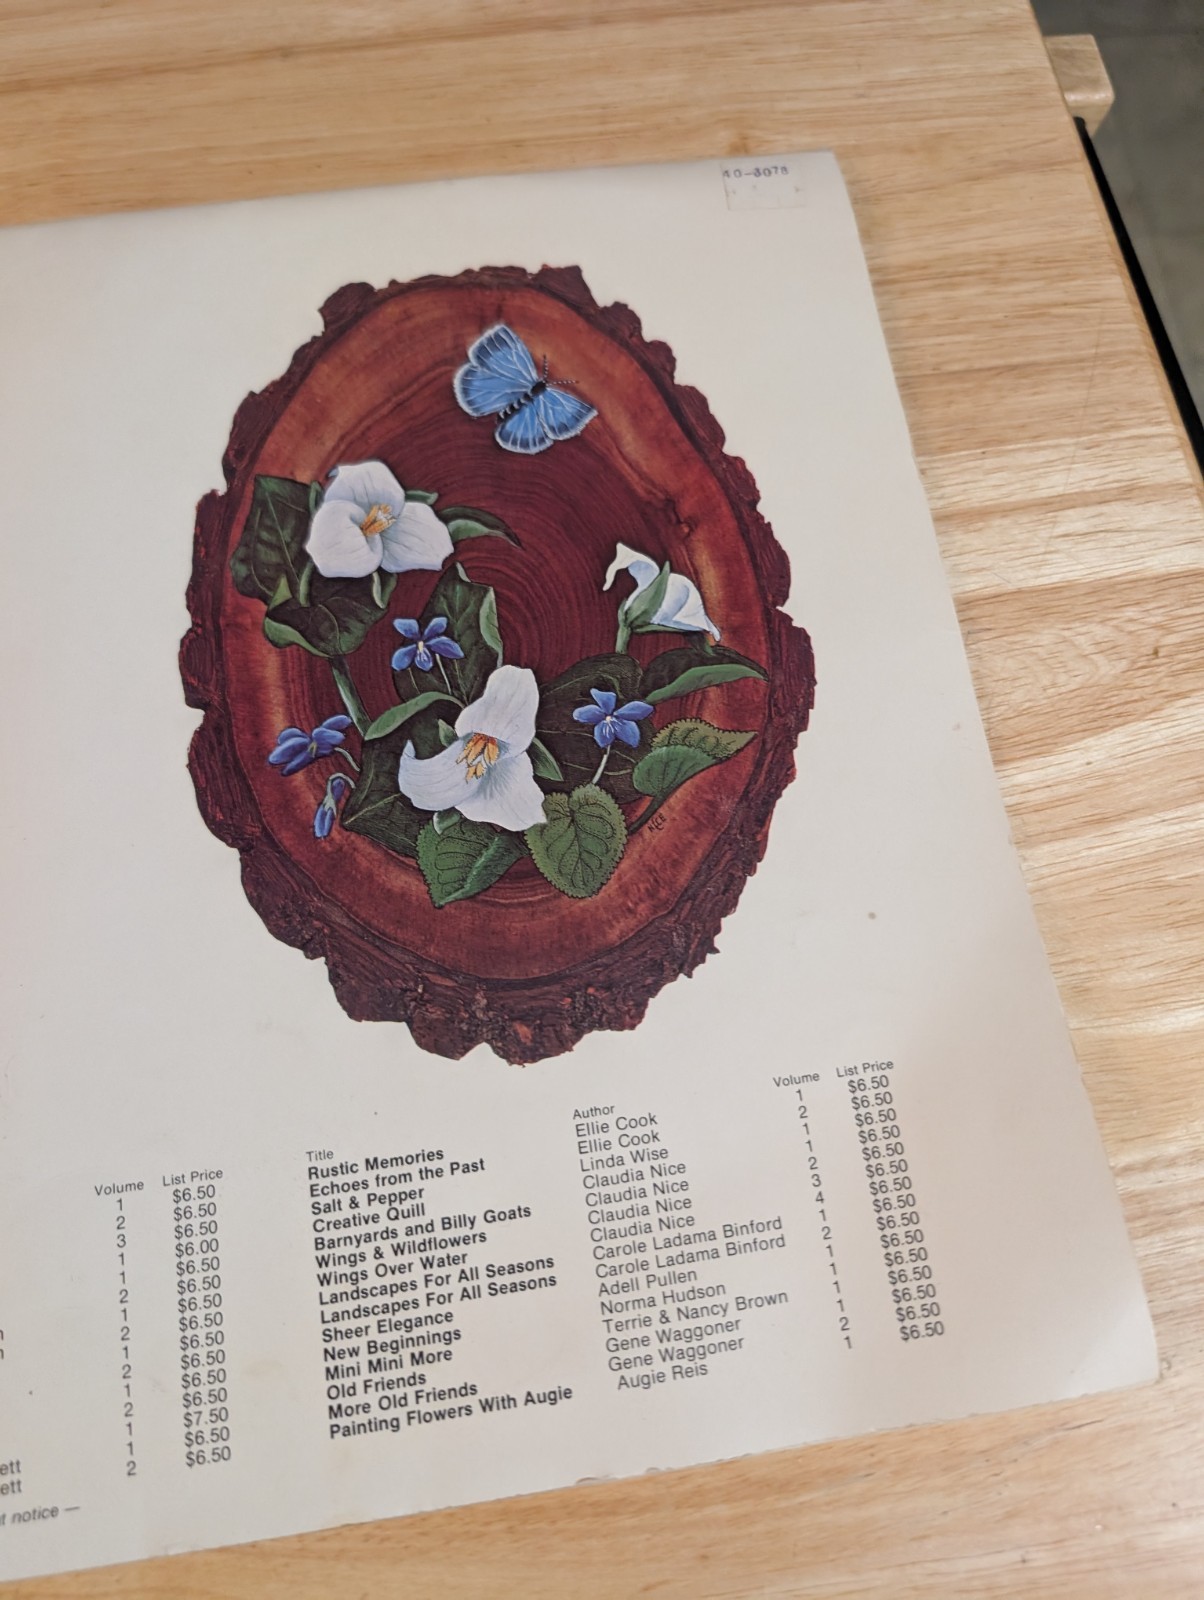 40-3078
NICE
Volume List Price
1 $6.50
2 $6.50
3 $6.50
1 $6.00
1 $6.50
2 $6.50
1 $6.50
2 $6.50
1 $6.50
2 $6.50
1 $6.50
2 $6.50
1 $7.50
1 $6.50
2 $6.50
notice —
Title Author Volume List Price
Rustic Memories Ellie Cook 1 $6.50
Echoes from the Past Ellie Cook 2 $6.50
Salt & Pepper Linda Wise 1 $6.50
Creative Quill Claudia Nice 1 $6.50
Barnyards and Billy Goats Claudia Nice 2 $6.50
Wings & Wildflowers Claudia Nice 3 $6.50
Wings Over Water Claudia Nice 4 $6.50
Landscapes For All Seasons Carole Ladama Binford 1 $6.50
Landscapes For All Seasons Carole Ladama Binford 2 $6.50
Sheer Elegance Adell Pullen 1 $6.50
New Beginnings Norma Hudson 1 $6.50
Mini Mini More Terrie & Nancy Brown 1 $6.50
Old Friends Gene Waggoner 1 $6.50
More Old Friends Gene Waggoner 2 $6.50
Painting Flowers With Augie Augie Reis 1 $6.50